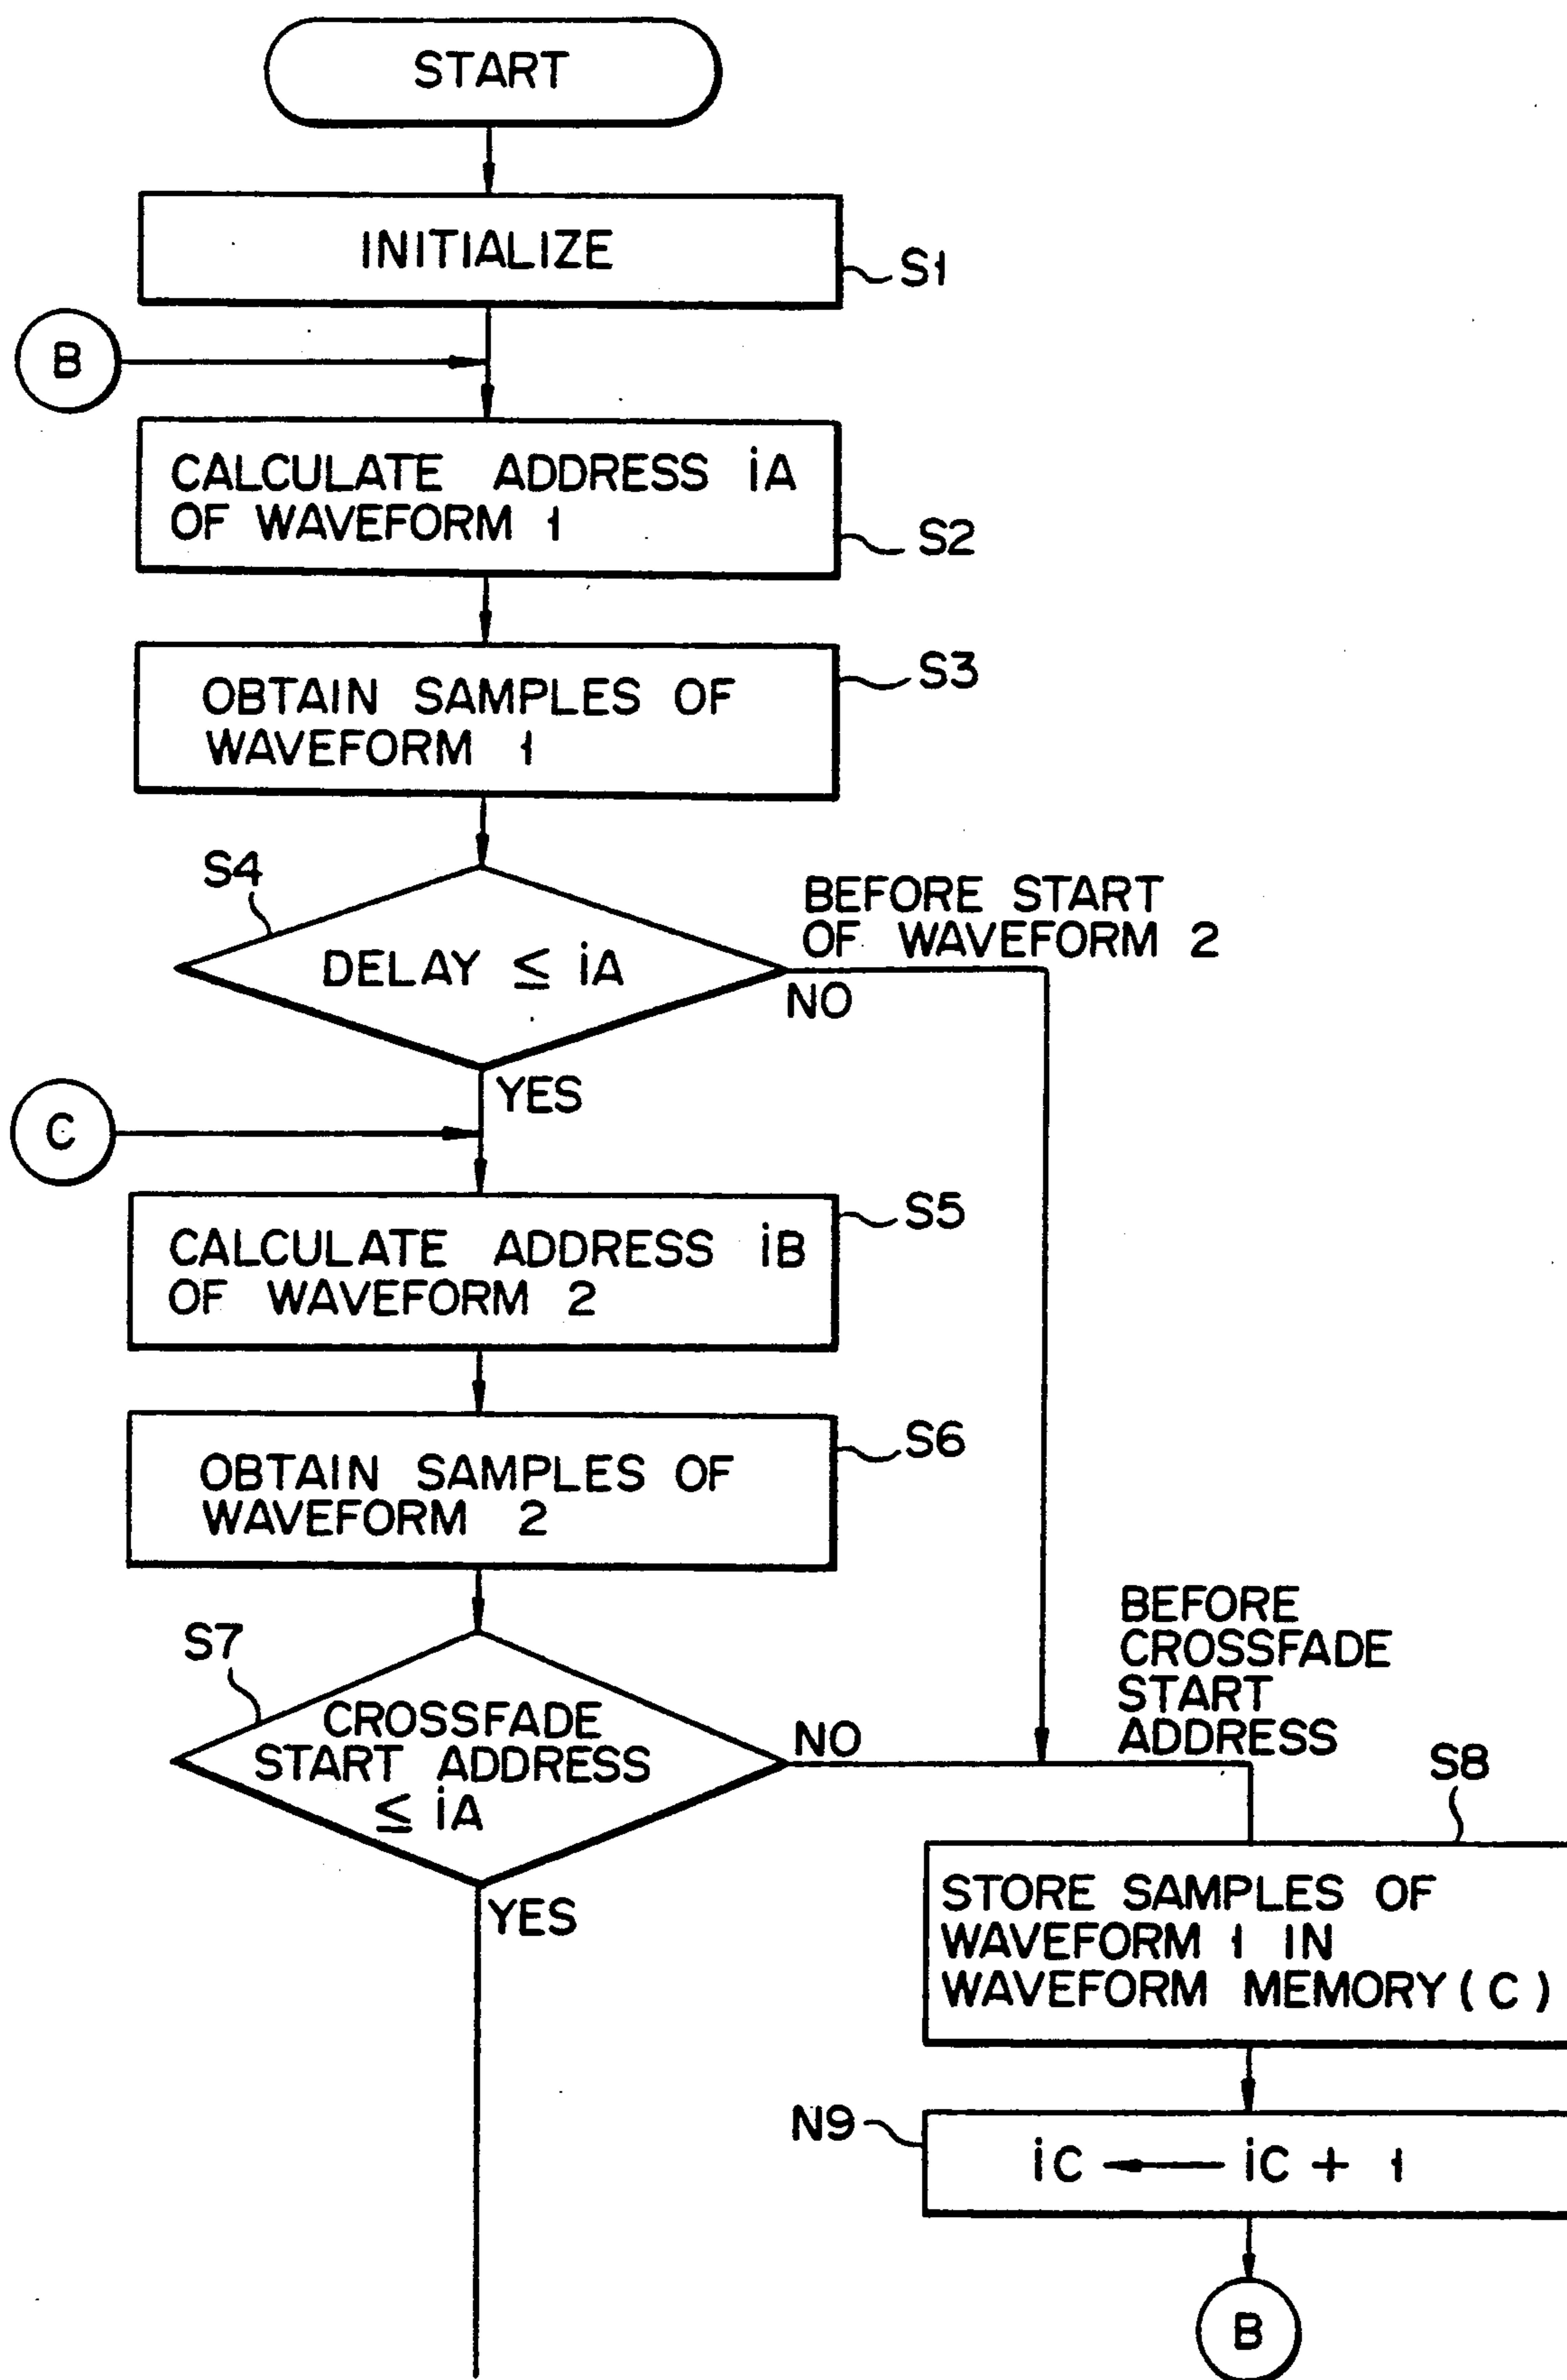 START
INITIALIZE
S1
B
CALCULATE ADDRESS iA
OF WAVEFORM 1
S2
OBTAIN SAMPLES OF
WAVEFORM 1
S3
S4
DELAY ≤ iA
BEFORE START
OF WAVEFORM 2
NO
YES
C
CALCULATE ADDRESS iB
OF WAVEFORM 2
S5
OBTAIN SAMPLES OF
WAVEFORM 2
S6
S7
CROSSFADE
START ADDRESS
≤ iA
NO
BEFORE
CROSSFADE
START
ADDRESS
YES
S8
STORE SAMPLES OF
WAVEFORM 1 IN
WAVEFORM MEMORY(C)
N9
iC ← iC + 1
B